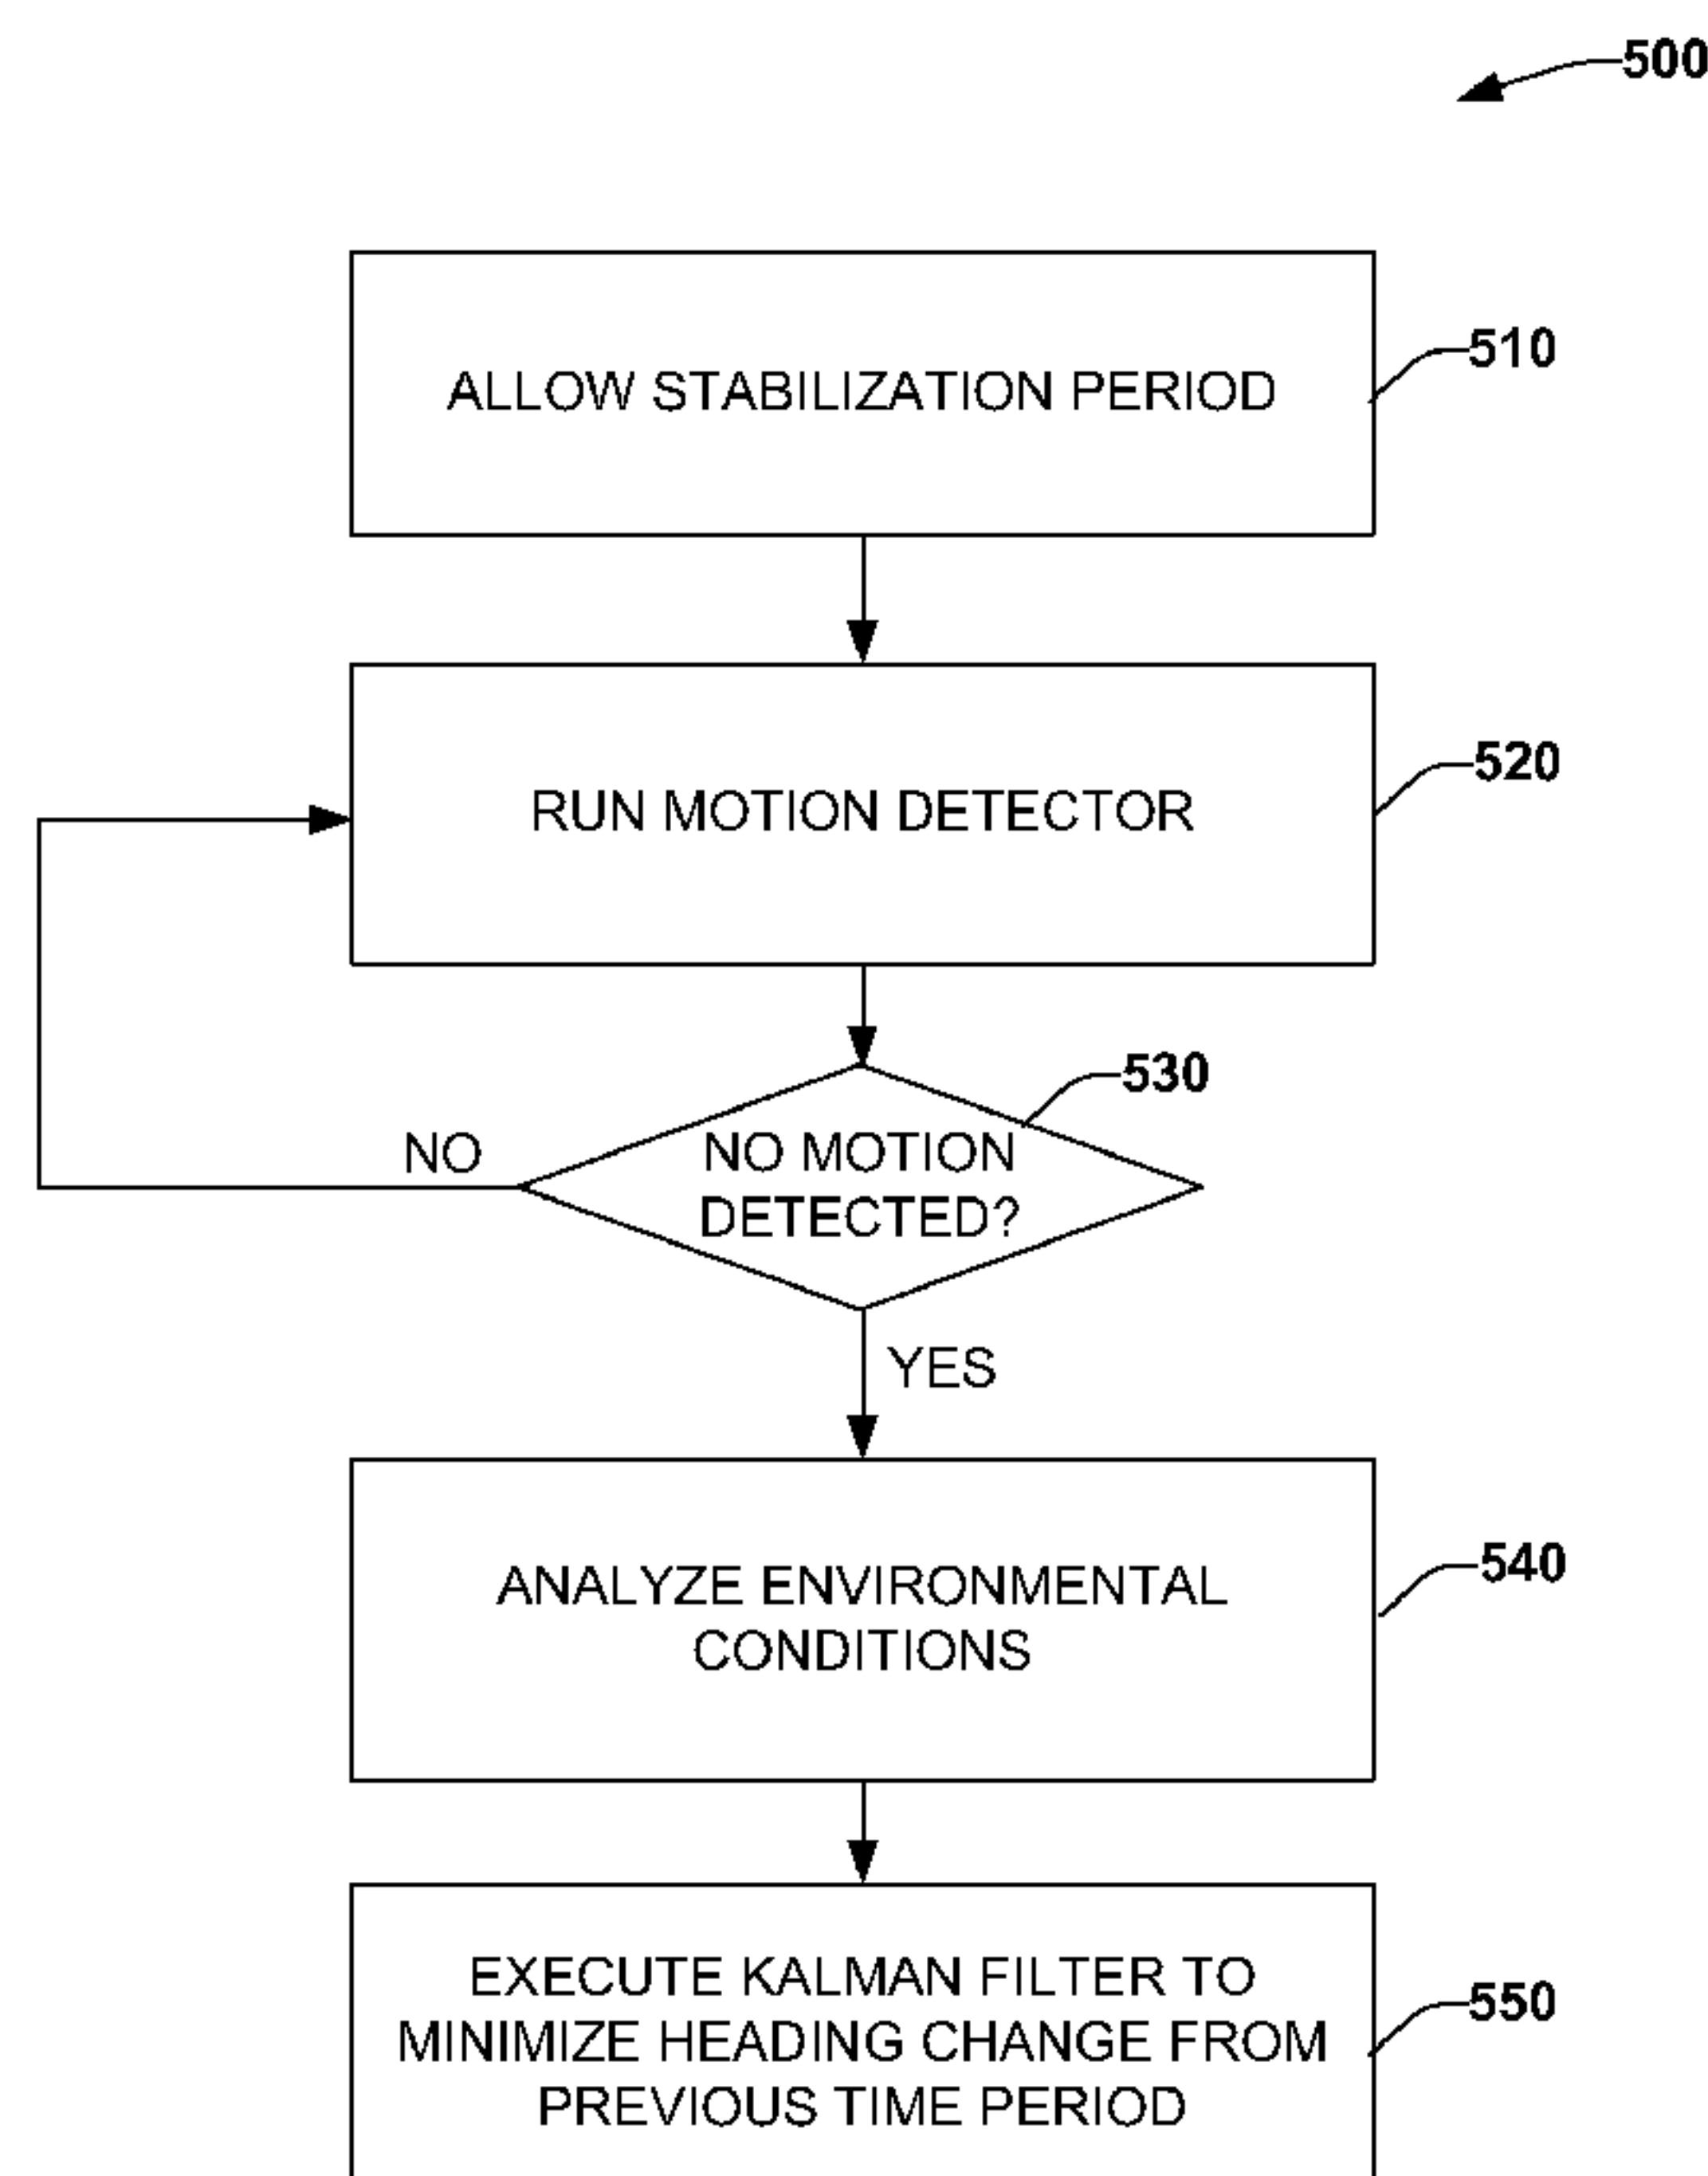 500
ALLOW STABILIZATION PERIOD
510
RUN MOTION DETECTOR
520
530
NO
NO MOTION
DETECTED?
YES
ANALYZE ENVIRONMENTAL
CONDITIONS
540
EXECUTE KALMAN FILTER TO
MINIMIZE HEADING CHANGE FROM
PREVIOUS TIME PERIOD
550